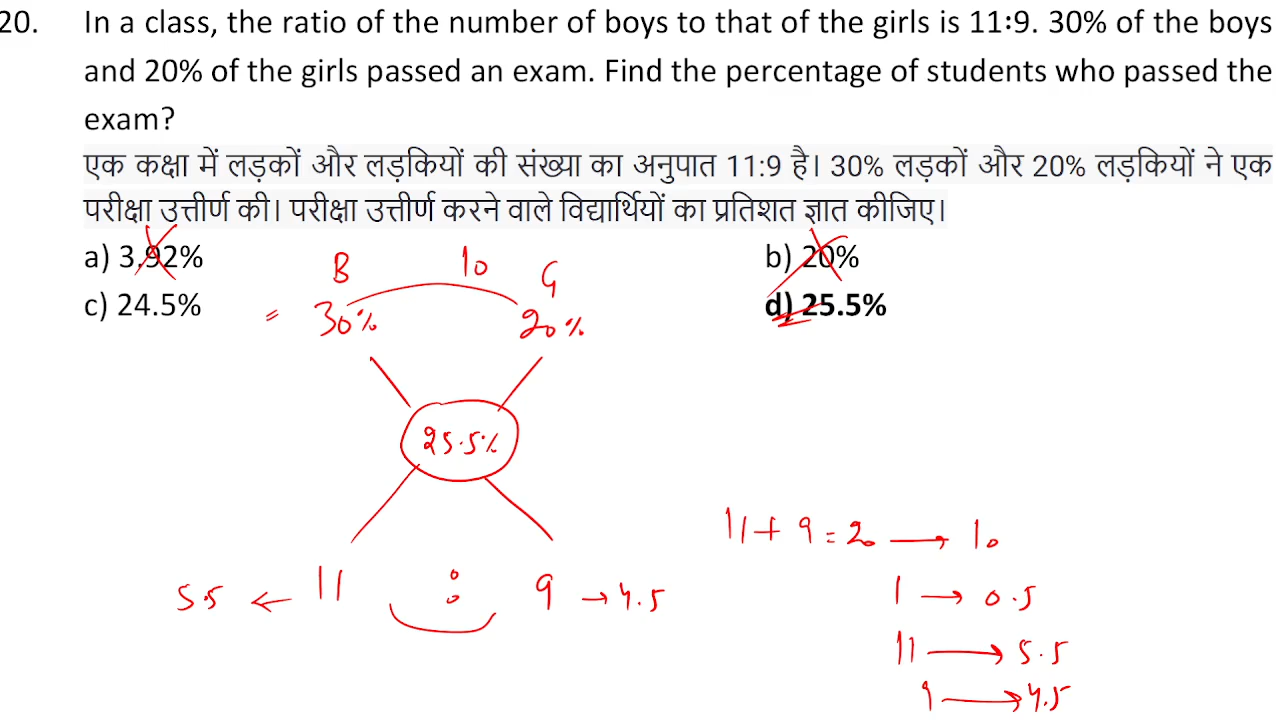 20. In a class, the ratio of the number of boys to that of the girls is 11:9. 30% of the boys
and 20% of the girls passed an exam. Find the percentage of students who passed the
exam?
एक कक्षा में लड़कों और लड़कियों की संख्या का अनुपात 11:9 है। 30% लड़कों और 20% लड़कियों ने एक
परीक्षा उत्तीर्ण की। परीक्षा उत्तीर्ण करने वाले विद्यार्थियों का प्रतिशत ज्ञात कीजिए।
a) 3.92% b) 20%
c) 24.5% d) 25.5%
B 10 G
= 30% 20%
25.5%
11 + 9 = 20 → 10
5.5 ← 11 : 9 → 4.5
1 → 0.5
11 → 5.5
9 → 4.5